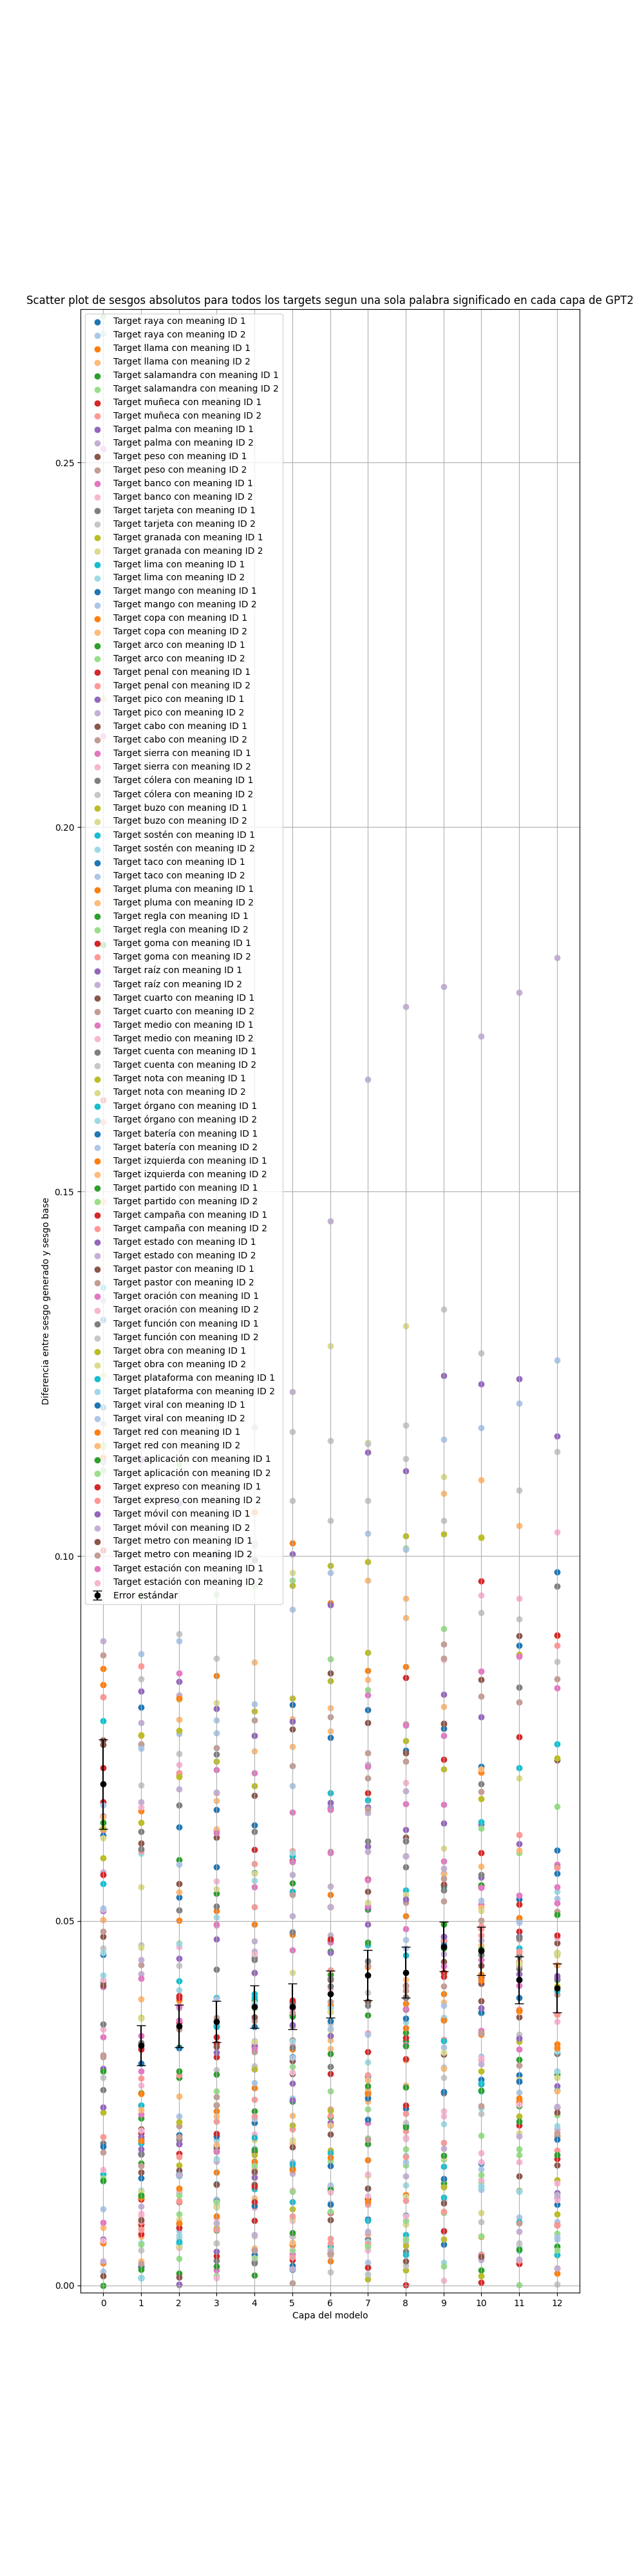 Scatter plot de sesgos absolutos para todos los targets segun una sola palabra significado en cada capa de GPT2
Target raya con meaning ID 1
Target raya con meaning ID 2
Target llama con meaning ID 1
Target llama con meaning ID 2
Target salamandra con meaning ID 1
Target salamandra con meaning ID 2
Target muñeca con meaning ID 1
Target muñeca con meaning ID 2
Target palma con meaning ID 1
Target palma con meaning ID 2
Target peso con meaning ID 1
Target peso con meaning ID 2
Target banco con meaning ID 1
Target banco con meaning ID 2
Target tarjeta con meaning ID 1
Target tarjeta con meaning ID 2
Target granada con meaning ID 1
Target granada con meaning ID 2
Target lima con meaning ID 1
Target lima con meaning ID 2
Target mango con meaning ID 1
Target mango con meaning ID 2
Target copa con meaning ID 1
Target copa con meaning ID 2
Target arco con meaning ID 1
Target arco con meaning ID 2
Target penal con meaning ID 1
Target penal con meaning ID 2
Target pico con meaning ID 1
Target pico con meaning ID 2
Target cabo con meaning ID 1
Target cabo con meaning ID 2
Target sierra con meaning ID 1
Target sierra con meaning ID 2
Target cólera con meaning ID 1
Target cólera con meaning ID 2
Target buzo con meaning ID 1
Target buzo con meaning ID 2
Target sostén con meaning ID 1
Target sostén con meaning ID 2
Target taco con meaning ID 1
Target taco con meaning ID 2
Target pluma con meaning ID 1
Target pluma con meaning ID 2
Target regla con meaning ID 1
Target regla con meaning ID 2
Target goma con meaning ID 1
Target goma con meaning ID 2
Target raíz con meaning ID 1
Target raíz con meaning ID 2
Target cuarto con meaning ID 1
Target cuarto con meaning ID 2
Target medio con meaning ID 1
Target medio con meaning ID 2
Target cuenta con meaning ID 1
Target cuenta con meaning ID 2
Target nota con meaning ID 1
Target nota con meaning ID 2
Target órgano con meaning ID 1
Target órgano con meaning ID 2
Target batería con meaning ID 1
Target batería con meaning ID 2
Target izquierda con meaning ID 1
Target izquierda con meaning ID 2
Target partido con meaning ID 1
Target partido con meaning ID 2
Target campaña con meaning ID 1
Target campaña con meaning ID 2
Target estado con meaning ID 1
Target estado con meaning ID 2
Target pastor con meaning ID 1
Target pastor con meaning ID 2
Target oración con meaning ID 1
Target oración con meaning ID 2
Target función con meaning ID 1
Target función con meaning ID 2
Target obra con meaning ID 1
Target obra con meaning ID 2
Target plataforma con meaning ID 1
Target plataforma con meaning ID 2
Target viral con meaning ID 1
Target viral con meaning ID 2
Target red con meaning ID 1
Target red con meaning ID 2
Target aplicación con meaning ID 1
Target aplicación con meaning ID 2
Target expreso con meaning ID 1
Target expreso con meaning ID 2
Target móvil con meaning ID 1
Target móvil con meaning ID 2
Target metro con meaning ID 1
Target metro con meaning ID 2
Target estación con meaning ID 1
Target estación con meaning ID 2
Error estándar
Diferencia entre sesgo generado y sesgo base
0.25
0.20
0.15
0.10
0.05
0.00
0 1 2 3 4 5 6 7 8 9 10 11 12
Capa del modelo